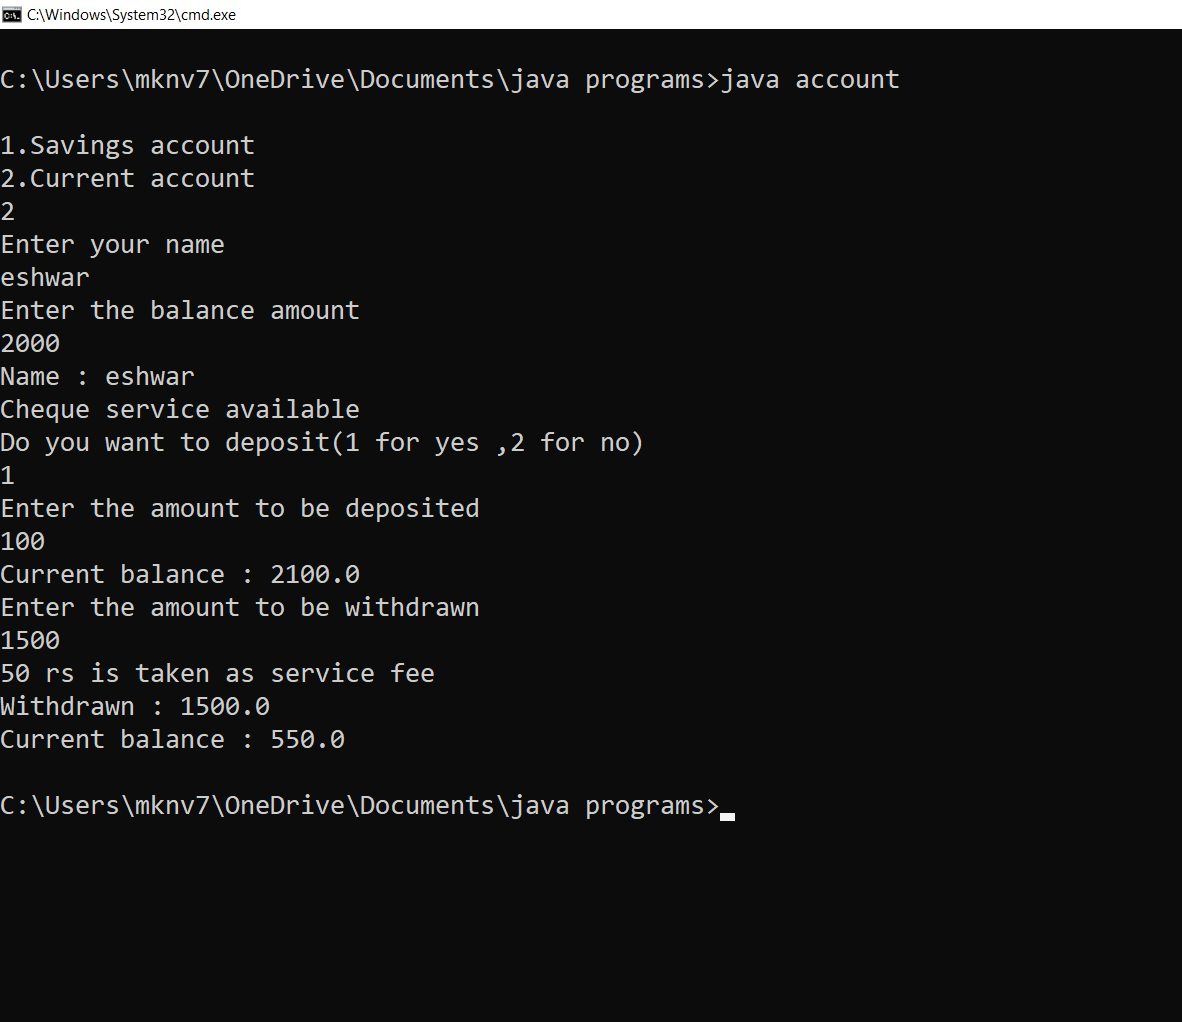 C:\Windows\System32\cmd.exe
C:\Users\mknv7\OneDrive\Documents\java programs>java account
1.Savings account
2.Current account
2
Enter your name
eshwar
Enter the balance amount
2000
Name : eshwar
Cheque service available
Do you want to deposit(1 for yes ,2 for no)
1
Enter the amount to be deposited
100
Current balance : 2100.0
Enter the amount to be withdrawn
1500
50 rs is taken as service fee
Withdrawn : 1500.0
Current balance : 550.0
C:\Users\mknv7\OneDrive\Documents\java programs>